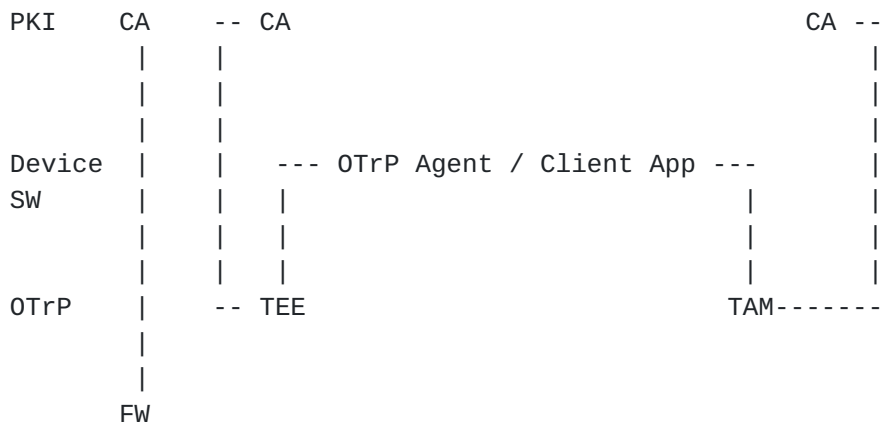 PKI CA -- CA CA --
| | |
| | |
| | |
Device | | --- OTrP Agent / Client App --- |
SW | | | | |
| | | | |
| | | | |
OTrP | -- TEE TAM-------
|
|
FW